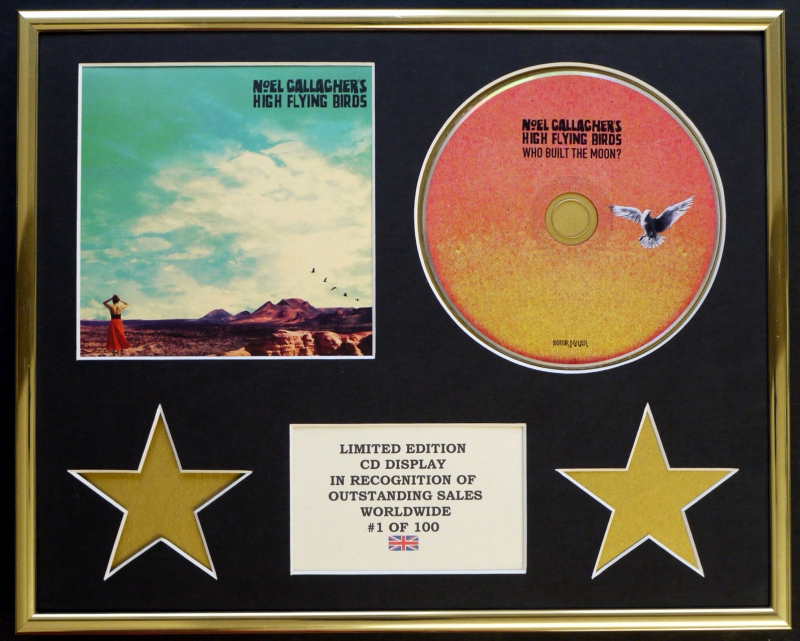 NOEL GALLAGHER'S
HIGH FLYING BIRDS
NOEL GALLAGHER'S
HIGH FLYING BIRDS
WHO BUILT THE MOON?
LIMITED EDITION
CD DISPLAY
IN RECOGNITION OF
OUTSTANDING SALES
WORLDWIDE
#1 OF 100